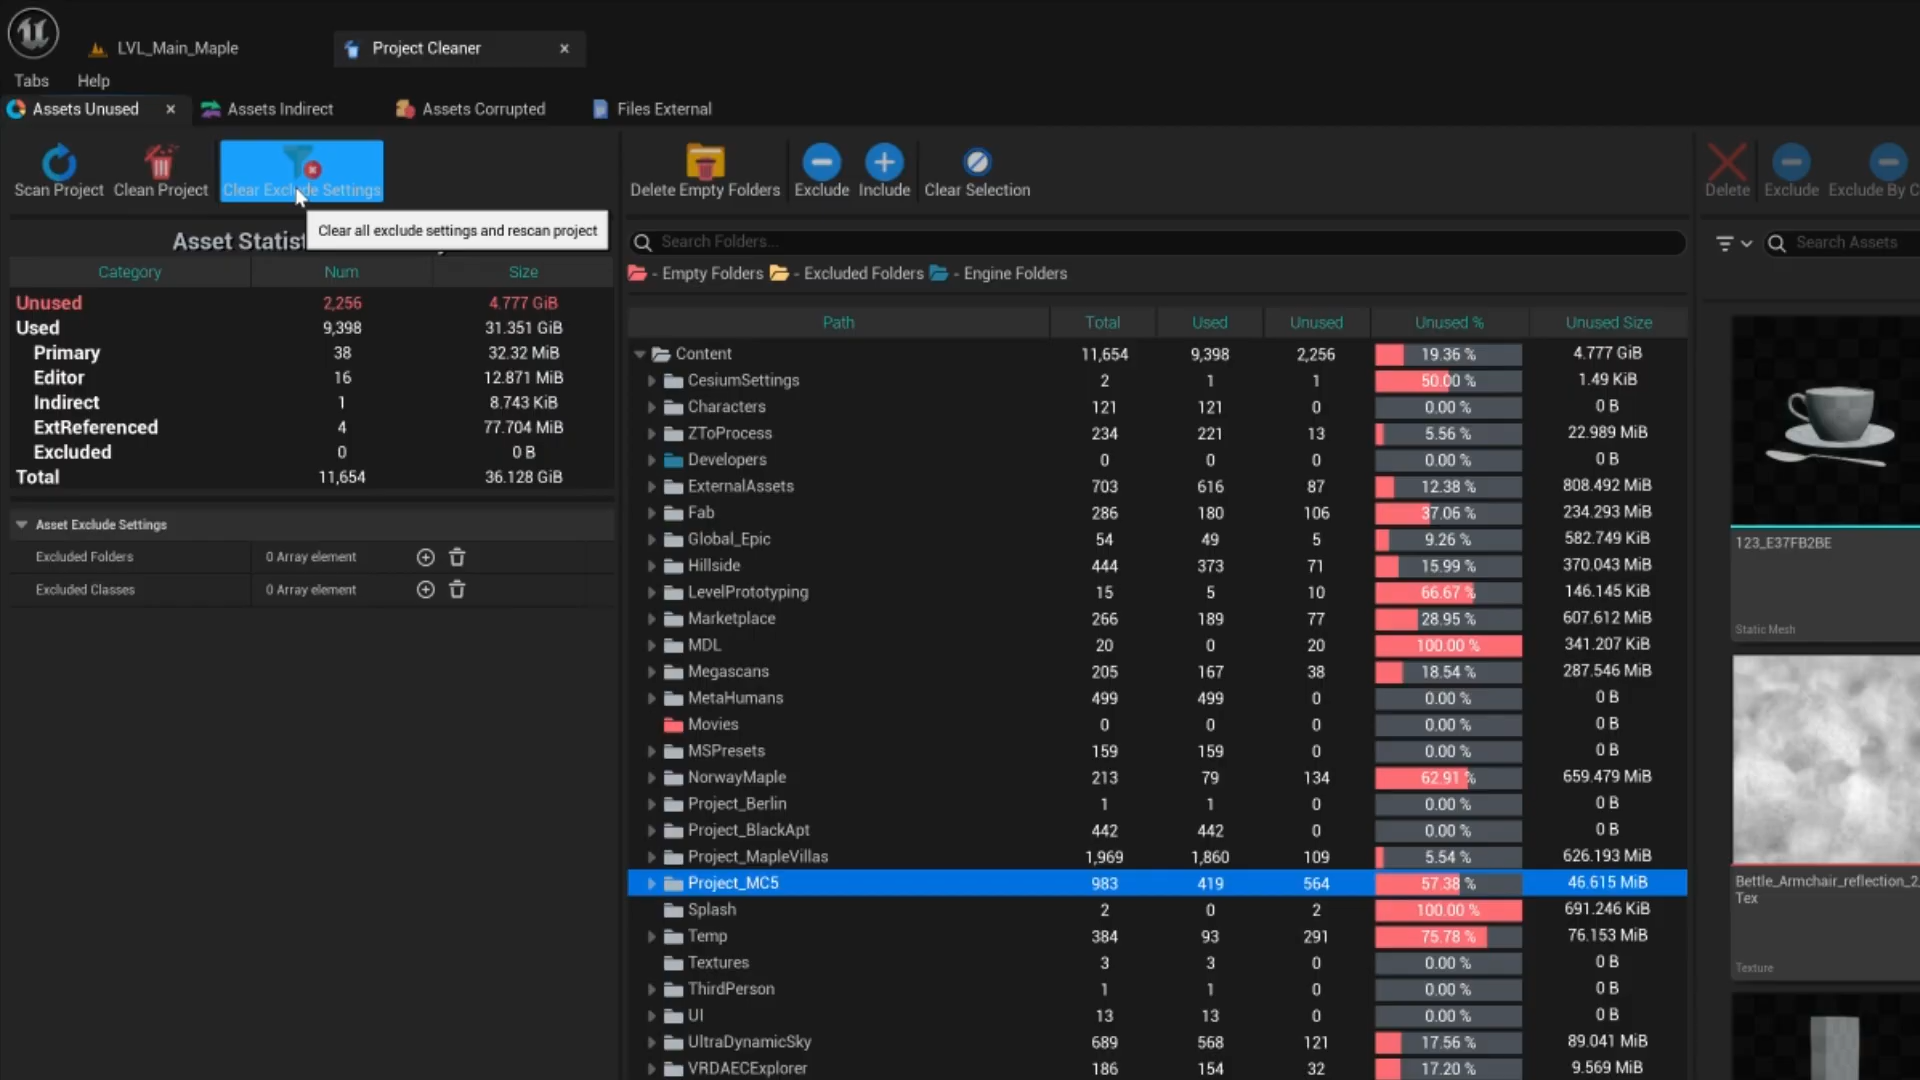 LVL_Main_Maple
Project Cleaner
Tabs Help
Assets Unused
Assets Indirect
Assets Corrupted
Files External
Scan Project
Clean Project
Clear Exclude Settings
Clear all exclude settings and rescan project
Delete Empty Folders
Exclude
Include
Clear Selection
Delete
Exclude
Exclude By C
Asset Statist
Category Num Size
Unused 2,256 4.777 GiB
Used 9,398 31.351 GiB
Primary 38 32.32 MiB
Editor 16 12.871 MiB
Indirect 1 8.743 KiB
ExtReferenced 4 77.704 MiB
Excluded 0 0 B
Total 11,654 36.128 GiB
Asset Exclude Settings
Excluded Folders 0 Array element
Excluded Classes 0 Array element
Search Folders...
- Empty Folders - Excluded Folders - Engine Folders
Path Total Used Unused Unused % Unused Size
Content 11,654 9,398 2,256 19.36 % 4.777 GiB
CesiumSettings 2 1 1 50.00 % 1.49 KiB
Characters 121 121 0 0.00 % 0 B
ZToProcess 234 221 13 5.56 % 22.989 MiB
Developers 0 0 0 0.00 % 0 B
ExternalAssets 703 616 87 12.38 % 808.492 MiB
Fab 286 180 106 37.06 % 234.293 MiB
Global_Epic 54 49 5 9.26 % 582.749 KiB
Hillside 444 373 71 15.99 % 370.043 MiB
LevelPrototyping 15 5 10 66.67 % 146.145 KiB
Marketplace 266 189 77 28.95 % 607.612 MiB
MDL 20 0 20 100.00 % 341.207 KiB
Megascans 205 167 38 18.54 % 287.546 MiB
MetaHumans 499 499 0 0.00 % 0 B
Movies 0 0 0 0.00 % 0 B
MSPresets 159 159 0 0.00 % 0 B
NorwayMaple 213 79 134 62.91 % 659.479 MiB
Project_Berlin 1 1 0 0.00 % 0 B
Project_BlackApt 442 442 0 0.00 % 0 B
Project_MapleVillas 1,969 1,860 109 5.54 % 626.193 MiB
Project_MC5 983 419 564 57.38 % 46.615 MiB
Splash 2 0 2 100.00 % 691.246 KiB
Temp 384 93 291 75.78 % 76.153 MiB
Textures 3 3 0 0.00 % 0 B
ThirdPerson 1 1 0 0.00 % 0 B
UI 13 13 0 0.00 % 0 B
UltraDynamicSky 689 568 121 17.56 % 89.041 MiB
VRDAECExplorer 186 154 32 17.20 % 9.569 MiB
Search Assets
123_E37FB2BE
Static Mesh
Bettle_Armchair_reflection_2_
Tex
Texture